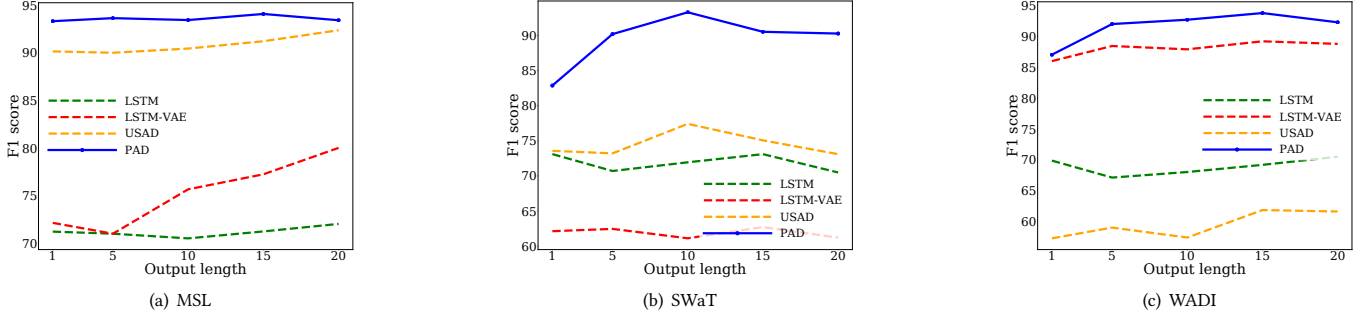 95
90
85
80
75
70
F1 score
LSTM
LSTM-VAE
USAD
PAD
1 5 10 15 20
Output length
(a) MSL
90
85
80
75
70
65
60
F1 score
LSTM
LSTM-VAE
USAD
PAD
1 5 10 15 20
Output length
(b) SWaT
95
90
85
80
75
70
65
60
F1 score
LSTM
LSTM-VAE
USAD
PAD
1 5 10 15 20
Output length
(c) WADI